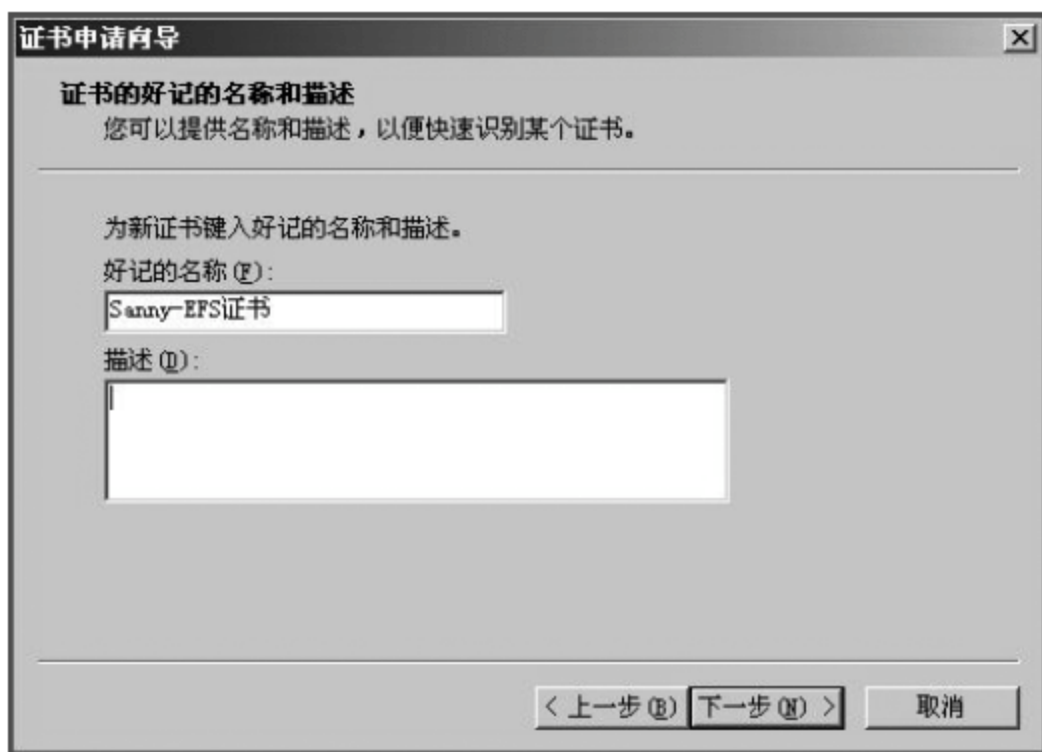 证书申请向导
证书的好记的名称和描述
您可以提供名称和描述，以便快速识别某个证书。
为新证书键入好记的名称和描述。
好记的名称(F):
Sanny-EFS证书
描述(D):
< 上一步(B) 下一步(N) > 取消